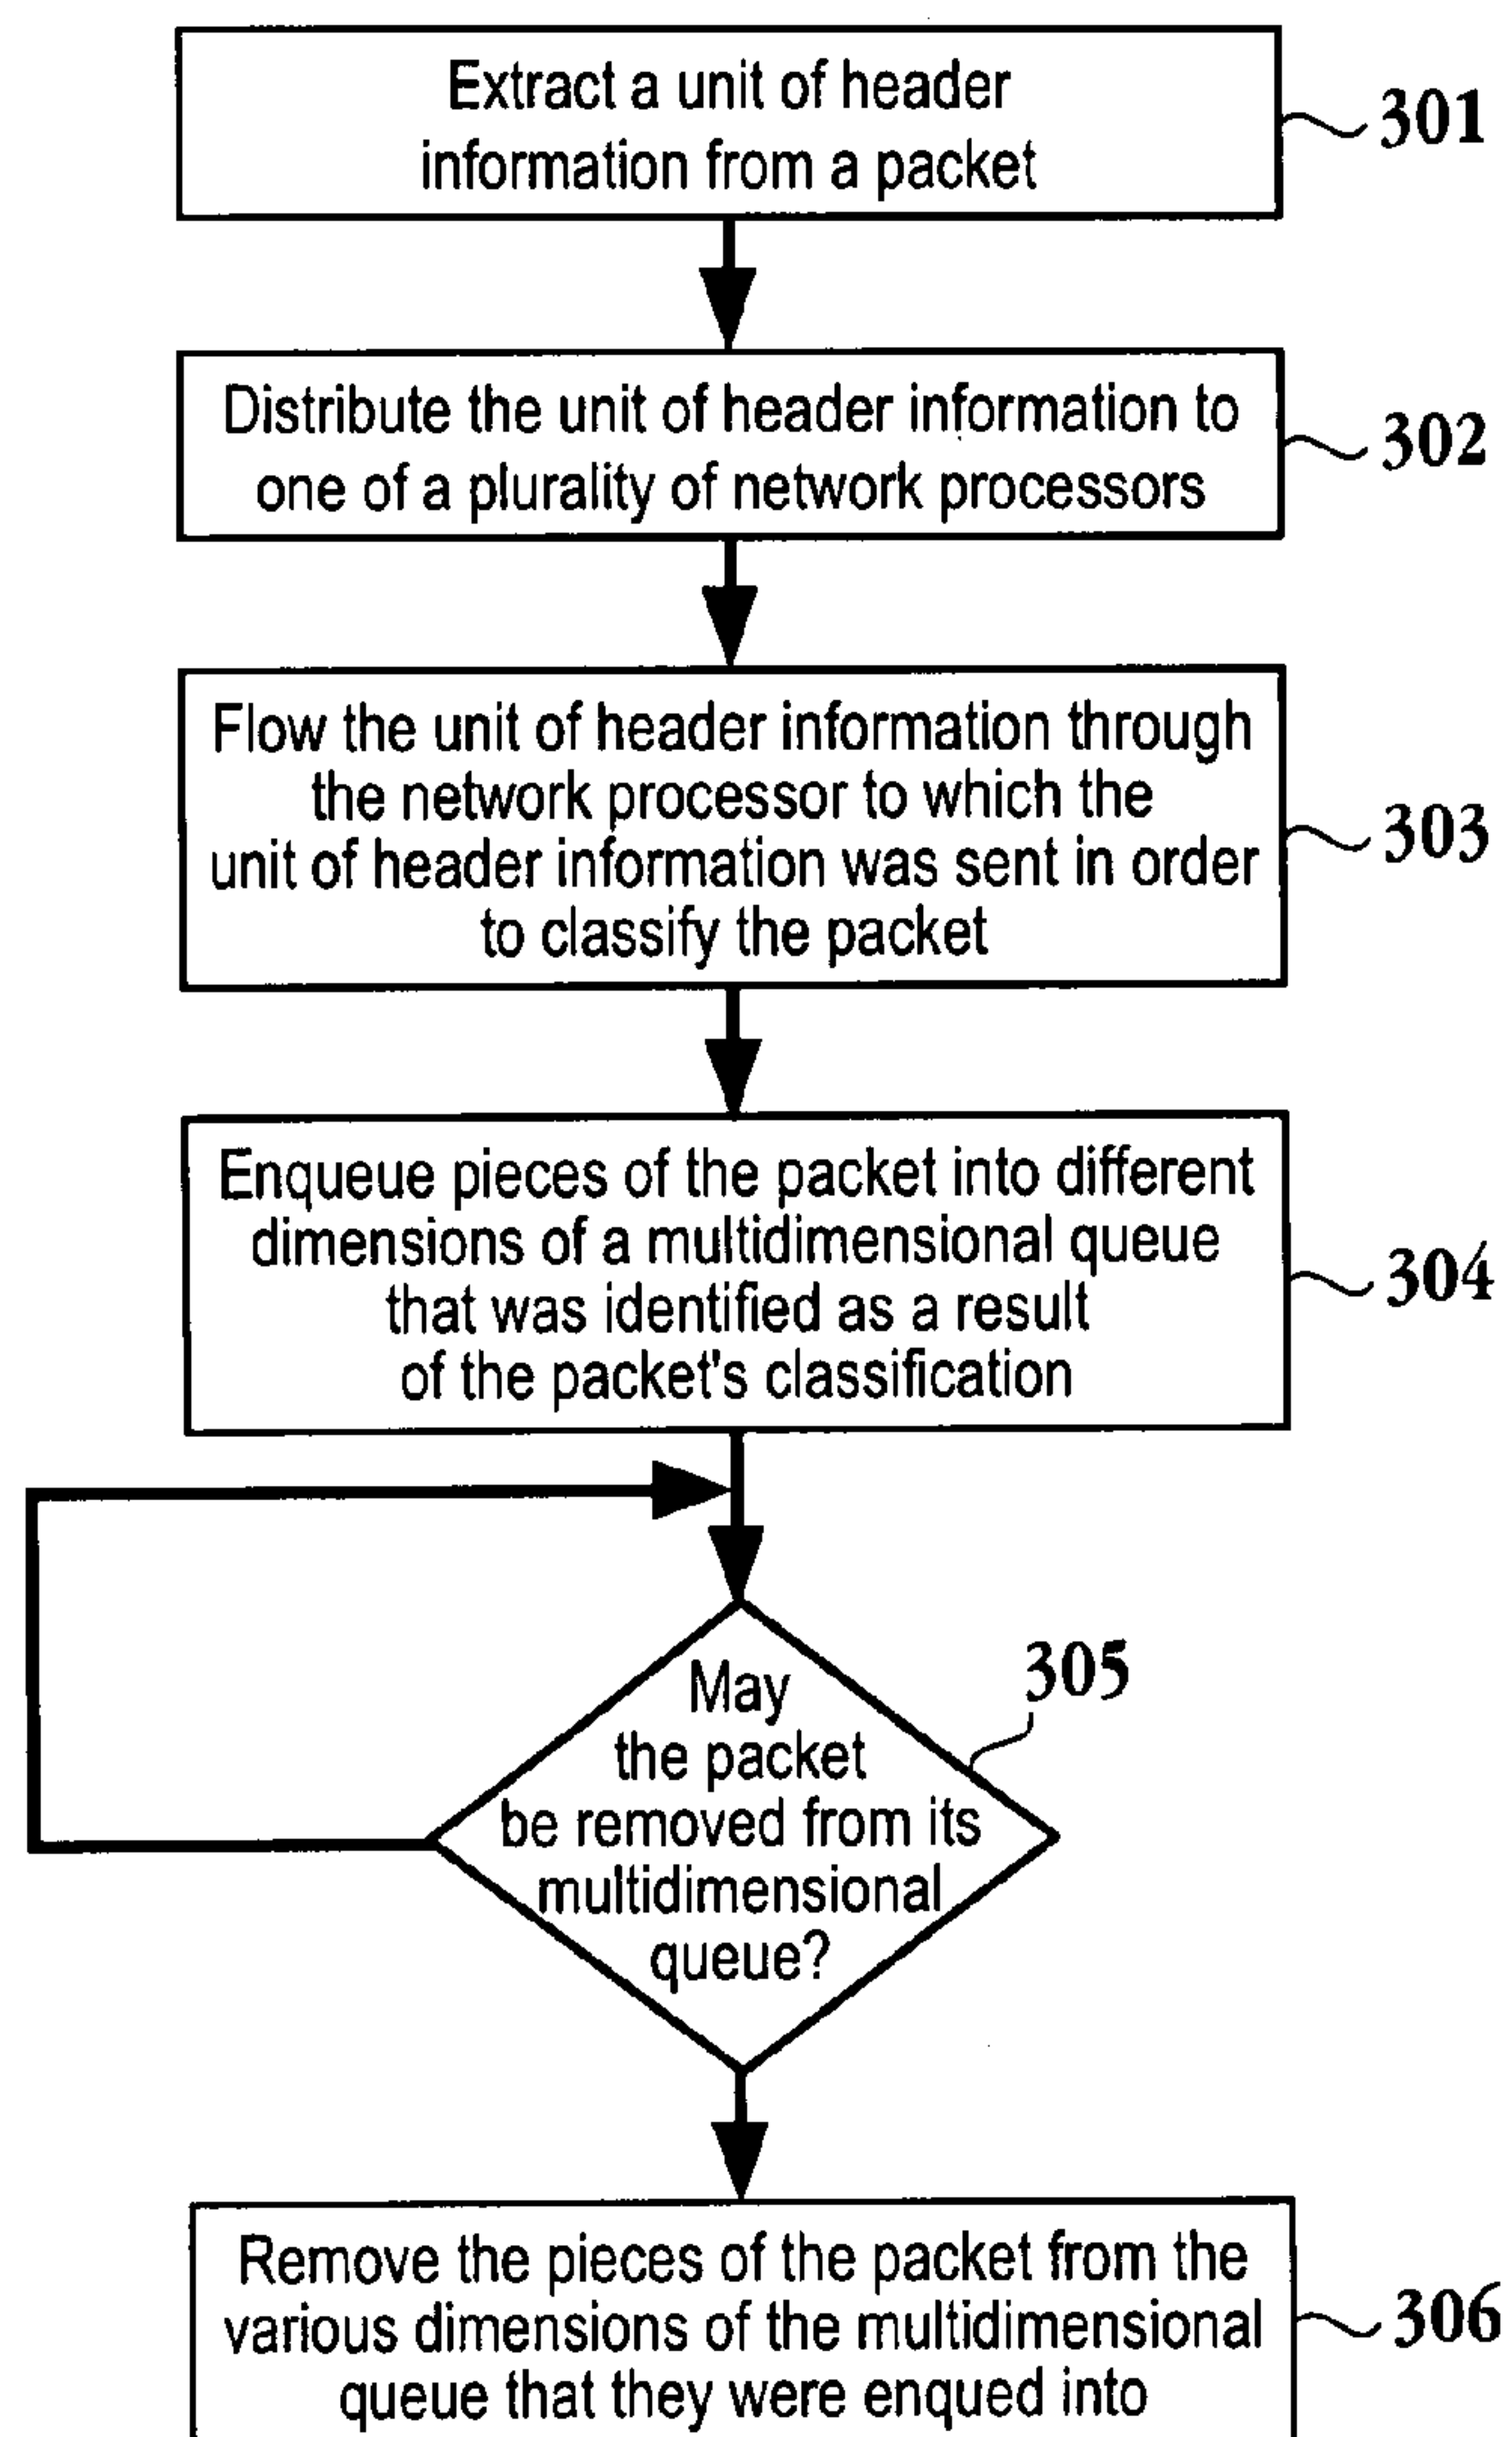 Extract a unit of header
information from a packet
301
Distribute the unit of header information to
one of a plurality of network processors
302
Flow the unit of header information through
the network processor to which the
unit of header information was sent in order
to classify the packet
303
Enqueue pieces of the packet into different
dimensions of a multidimensional queue
that was identified as a result
of the packet's classification
304
May
the packet
be removed from its
multidimensional
queue?
305
Remove the pieces of the packet from the
various dimensions of the multidimensional
queue that they were enqued into
306